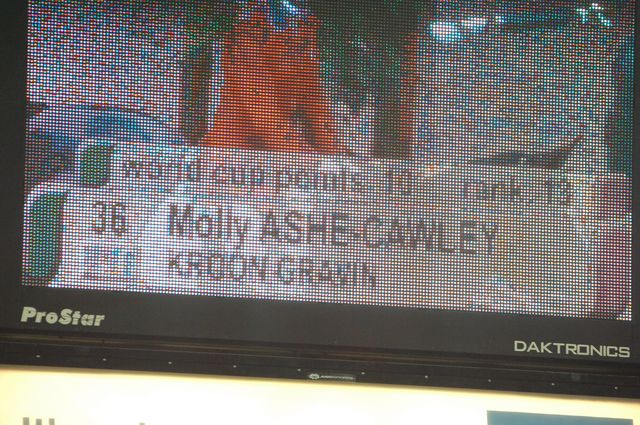 world cup points: 10 rank: 13
36 Molly ASHE-CAWLEY
KROON GRAVIN
ProStar
DAKTRONICS